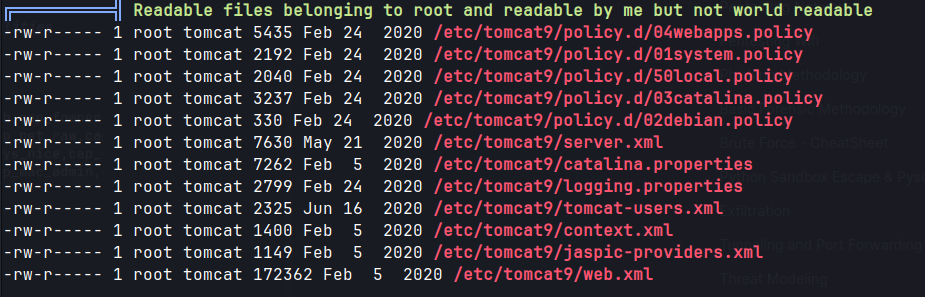 Readable files belonging to root and readable by me but not world readable
-rw-r----- 1 root tomcat 5435 Feb 24  2020 /etc/tomcat9/policy.d/04webapps.policy
-rw-r----- 1 root tomcat 2192 Feb 24  2020 /etc/tomcat9/policy.d/01system.policy
-rw-r----- 1 root tomcat 2040 Feb 24  2020 /etc/tomcat9/policy.d/50local.policy
-rw-r----- 1 root tomcat 3237 Feb 24  2020 /etc/tomcat9/policy.d/03catalina.policy
-rw-r----- 1 root tomcat 330 Feb 24  2020 /etc/tomcat9/policy.d/02debian.policy
-rw-r----- 1 root tomcat 7630 May 21  2020 /etc/tomcat9/server.xml
-rw-r----- 1 root tomcat 7262 Feb  5  2020 /etc/tomcat9/catalina.properties
-rw-r----- 1 root tomcat 2799 Feb 24  2020 /etc/tomcat9/logging.properties
-rw-r----- 1 root tomcat 2325 Jun 16  2020 /etc/tomcat9/tomcat-users.xml
-rw-r----- 1 root tomcat 1400 Feb  5  2020 /etc/tomcat9/context.xml
-rw-r----- 1 root tomcat 1149 Feb  5  2020 /etc/tomcat9/jaspic-providers.xml
-rw-r----- 1 root tomcat 172362 Feb  5  2020 /etc/tomcat9/web.xml
Brute Force - CheatSheet
Threat Modeling